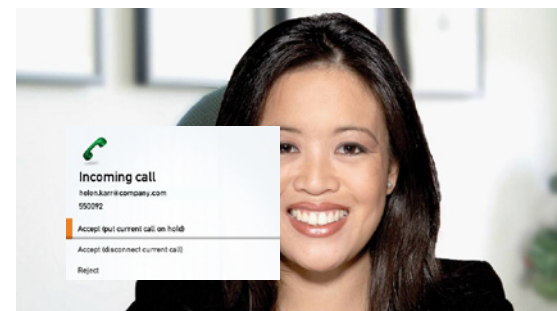 Incoming call
helen.karr@company.com
550092
Accept (put current call on hold)
Accept (disconnect current call)
Reject